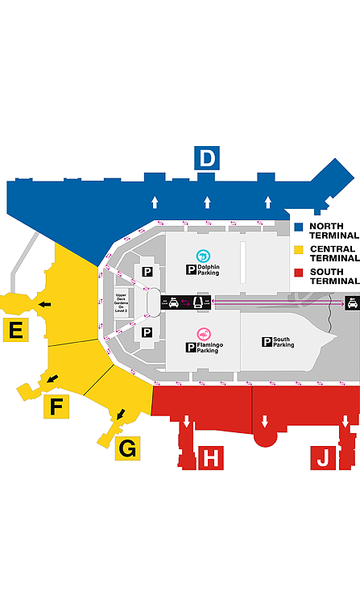 D
NORTH
TERMINAL
CENTRAL
TERMINAL
SOUTH
TERMINAL
P
Dolphin
Parking
P
Upper
Deck
Gardens
On
Level 2
E
P
P
Flamingo
Parking
P
South
Parking
F
G
H
J